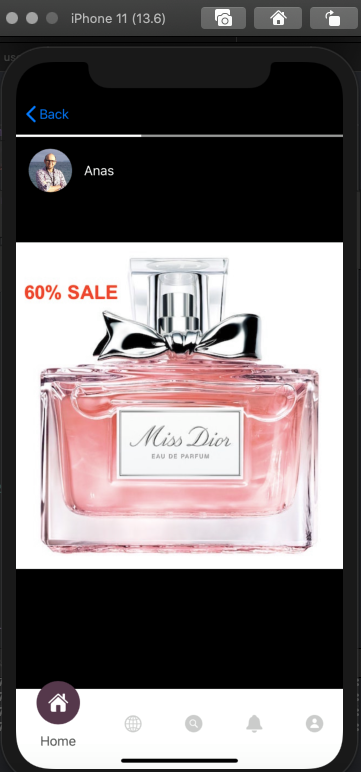 iPhone 11 (13.6)
Back
Anas
60% SALE
Miss Dior
EAU DE PARFUM
Home